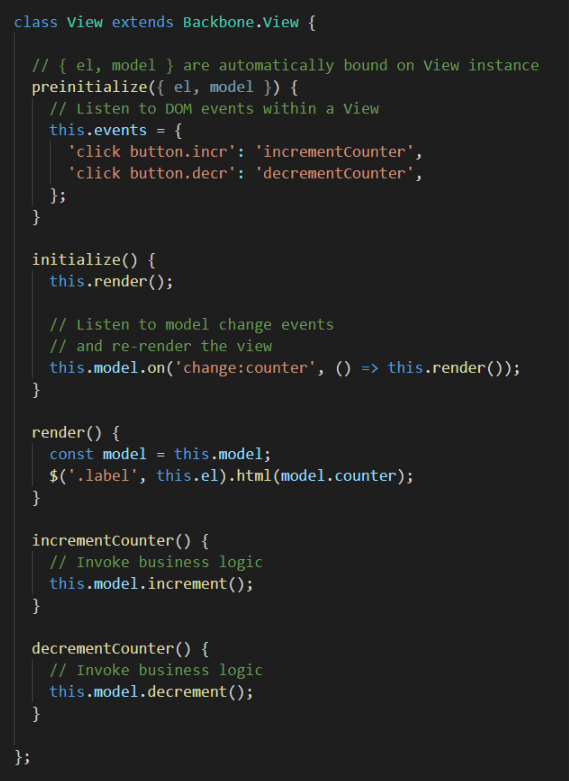 class View extends Backbone.View {
// { el, model } are automatically bound on View instance
preinitialize({ el, model }) {
// Listen to DOM events within a View
this.events = {
'click button.incr': 'incrementCounter',
'click button.decr': 'decrementCounter',
};
}
initialize() {
this.render();
// Listen to model change events
// and re-render the view
this.model.on('change:counter', () => this.render());
}
render() {
const model = this.model;
$('.label', this.el).html(model.counter);
}
incrementCounter() {
// Invoke business logic
this.model.increment();
}
decrementCounter() {
// Invoke business logic
this.model.decrement();
}
};